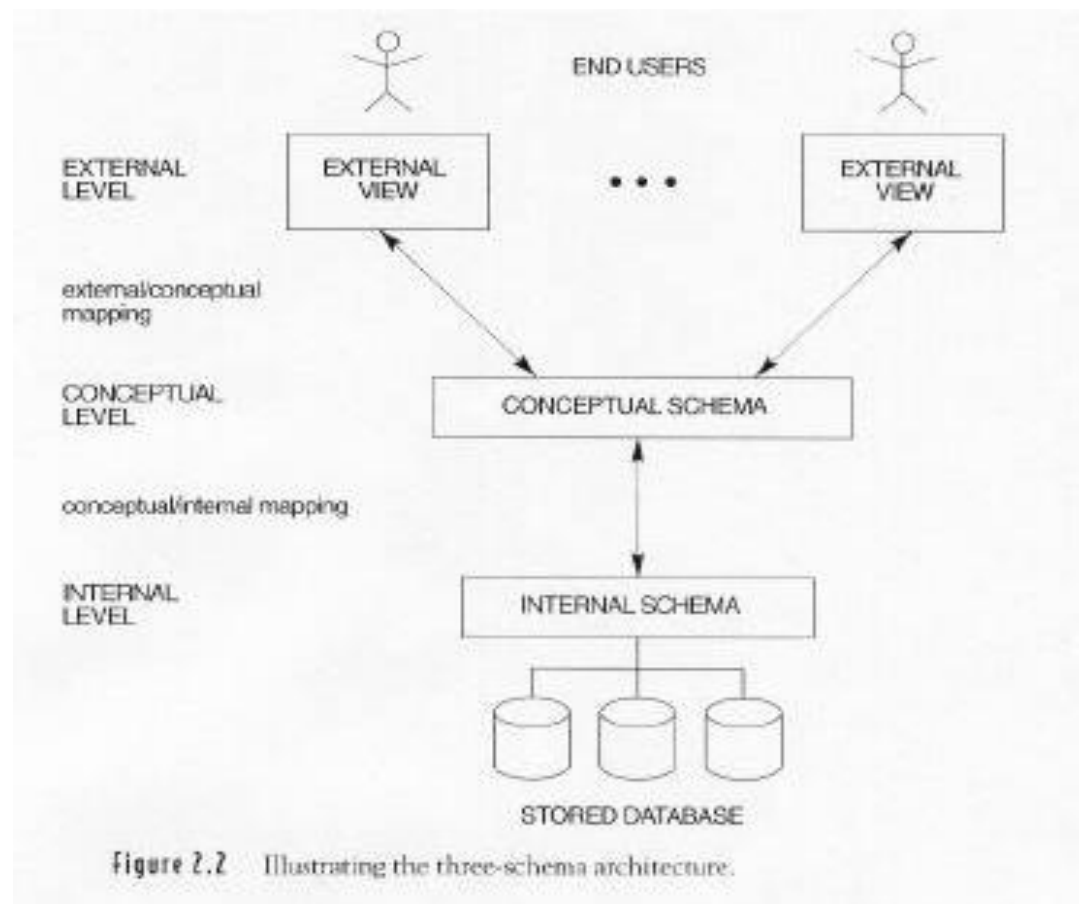 END USERS
EXTERNAL
LEVEL
EXTERNAL
VIEW
EXTERNAL
VIEW
external/conceptual
mapping
CONCEPTUAL
LEVEL
CONCEPTUAL SCHEMA
conceptual/internal mapping
INTERNAL
LEVEL
INTERNAL SCHEMA
STORED DATABASE
Figure 2.2 Illustrating the three-schema architecture.